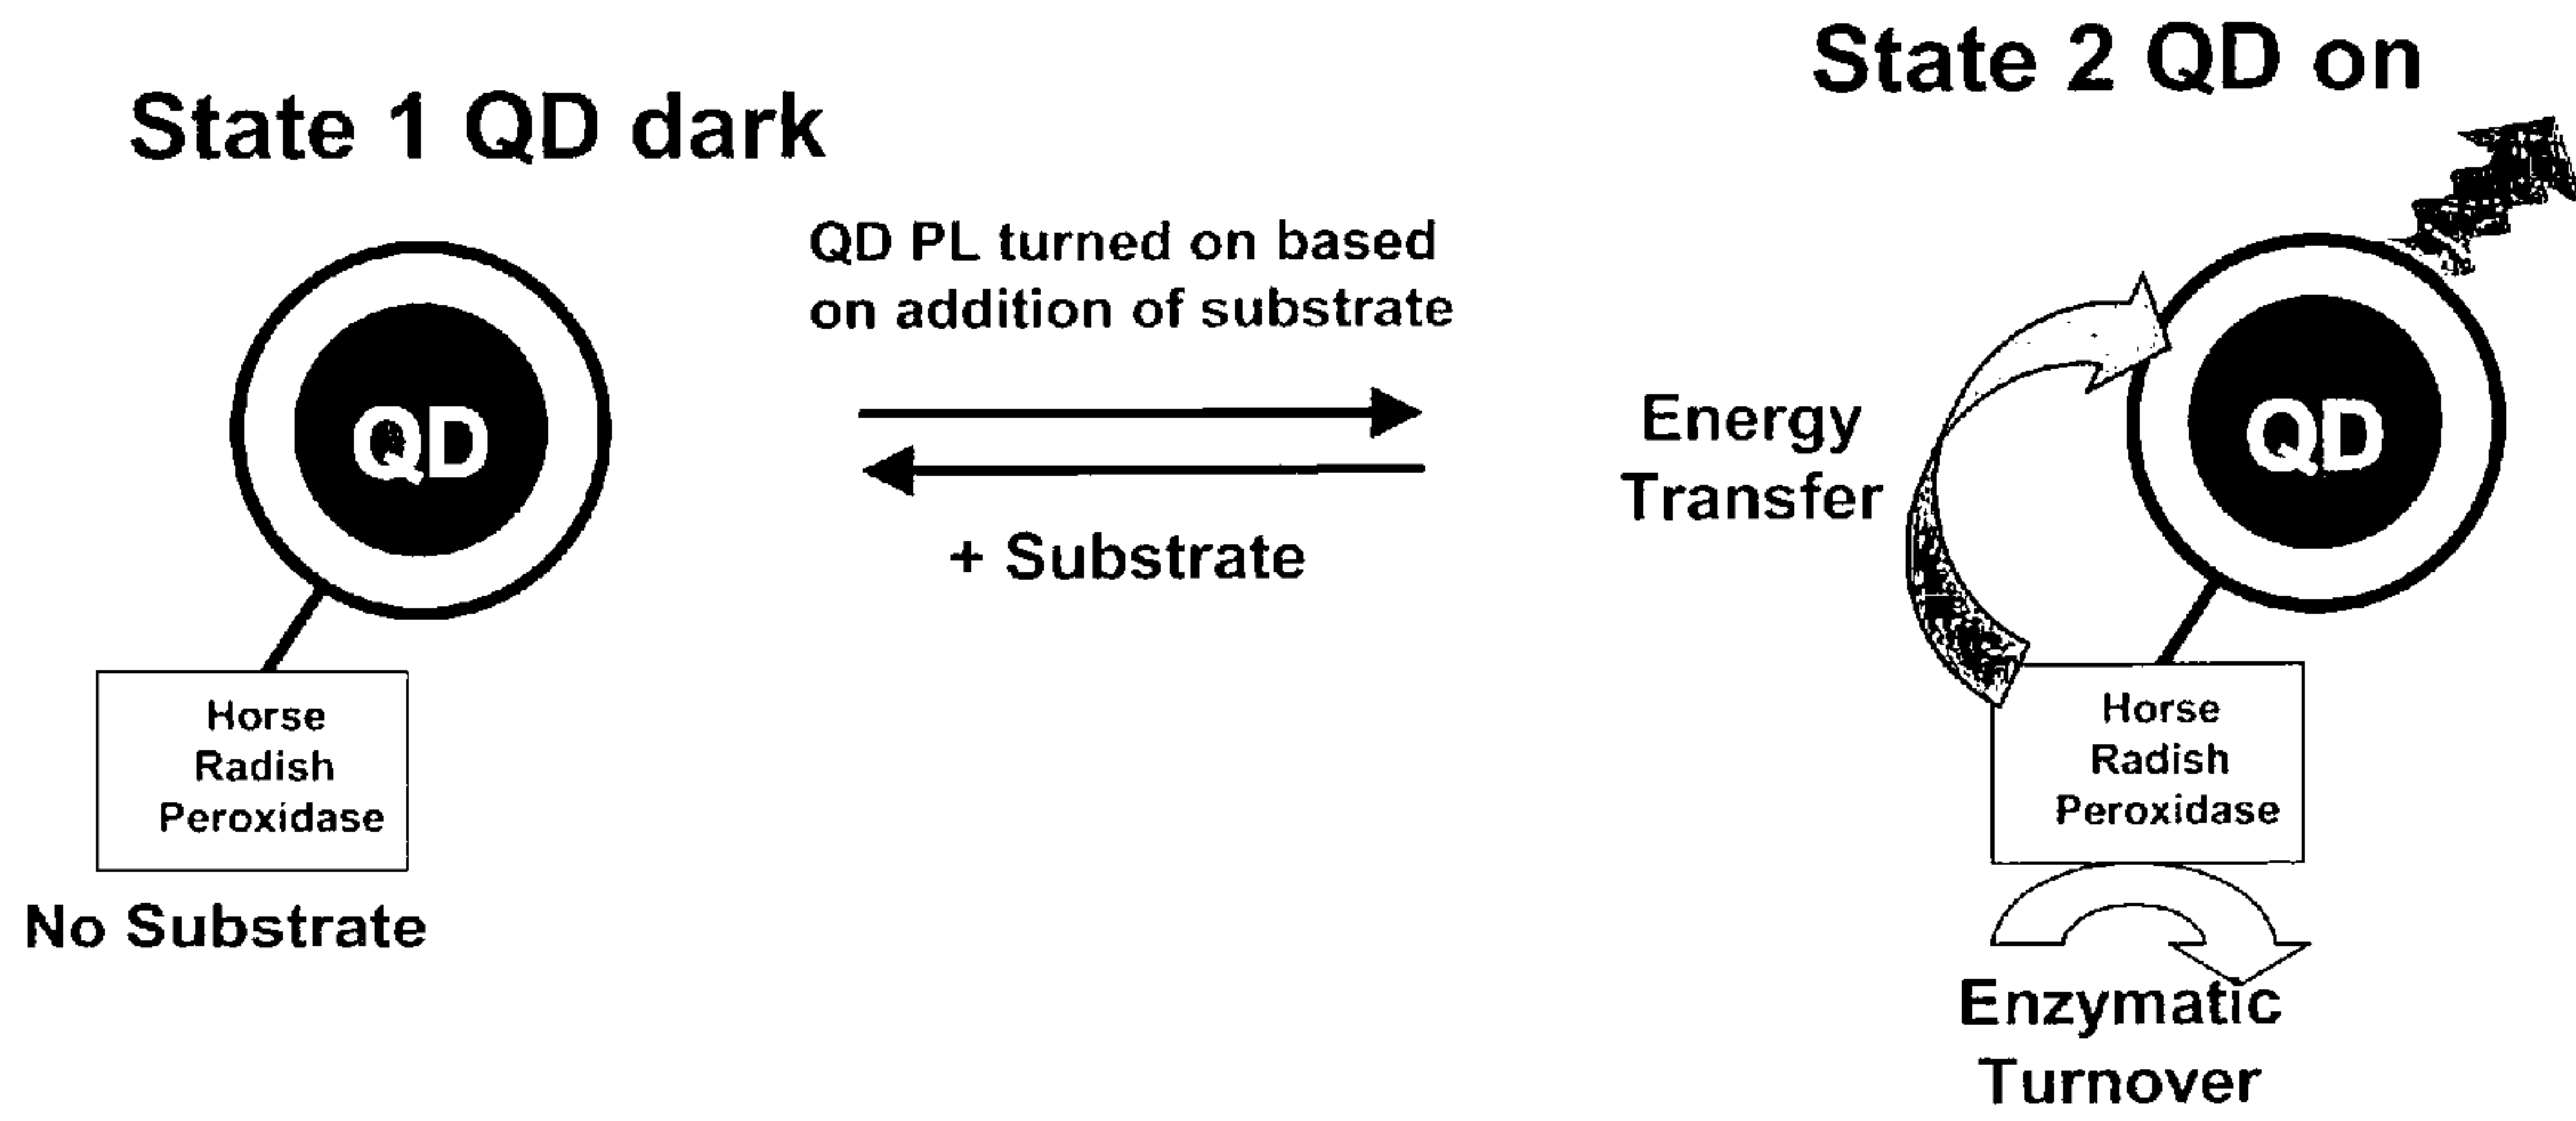 State 1 QD dark
State 2 QD on
QD PL turned on based
on addition of substrate
+ Substrate
QD
Horse
Radish
Peroxidase
No Substrate
Energy
Transfer
QD
Horse
Radish
Peroxidase
Enzymatic
Turnover